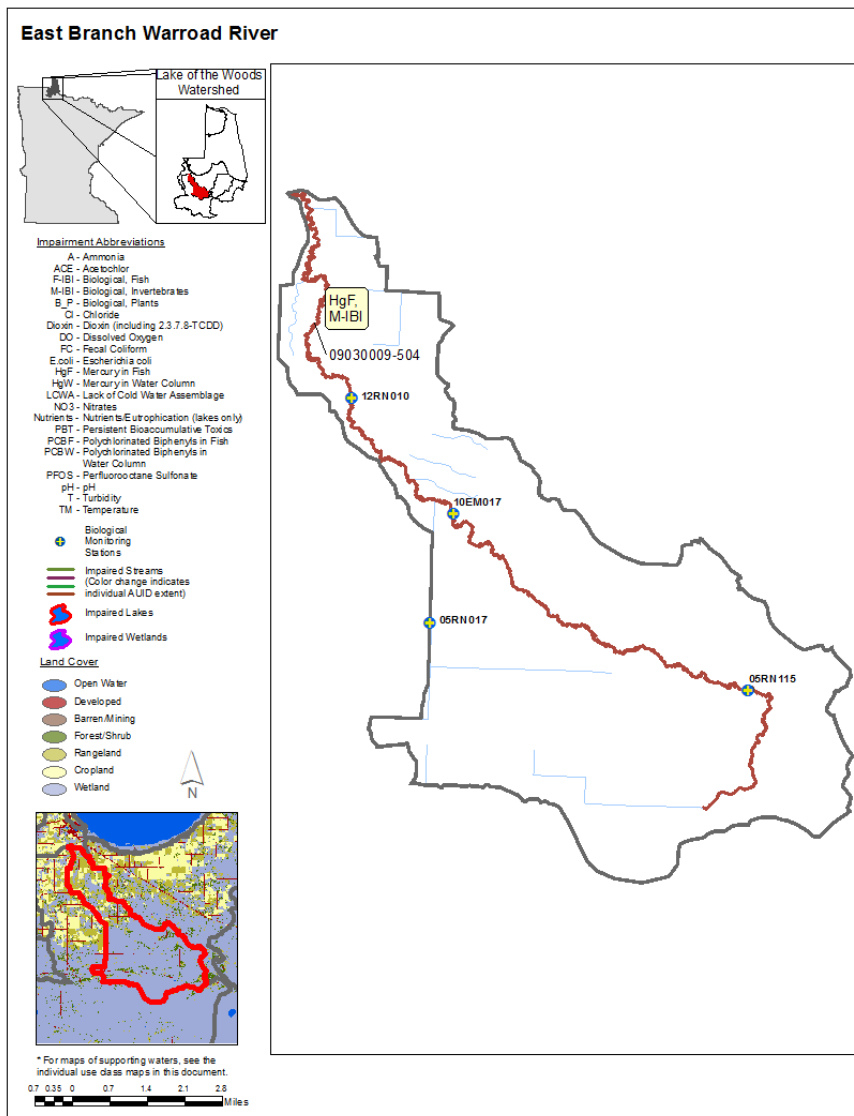 East Branch Warroad River
Lake of the Woods
Watershed
Impairment Abbreviations
A - Ammonia
ACE - Acetochlor
F-IBI - Biological, Fish
M-IBI - Biological, Invertebrates
B_P - Biological, Plants
Cl - Chloride
Dioxin - Dioxin (including 2.3.7.8-TCDD)
DO - Dissolved Oxygen
FC - Fecal Coliform
E.coli - Escherichia coli
HgF - Mercury in Fish
HgW - Mercury in Water Column
LCWA - Lack of Cold Water Assemblage
NO3 - Nitrates
Nutrients - Nutrients/Eutrophication (lakes only)
PBT - Persistent Bioaccumulative Toxics
PCBF - Polychlorinated Biphenyls in Fish
PCBW - Polychlorinated Biphenyls in
Water Column
PFOS - Perfluorooctane Sulfonate
pH - pH
T - Turbidity
TM - Temperature
Biological
Monitoring
Stations
Impaired Streams
(Color change indicates
individual AUID extent)
Impaired Lakes
Impaired Wetlands
Land Cover
Open Water
Developed
Barren/Mining
Forest/Shrub
Rangeland
Cropland
Wetland
N
* For maps of supporting waters, see the
individual use class maps in this document.
0.7 0.35 0 0.7 1.4 2.1 2.8
Miles
HgF,
M-IBI
09030009-504
12RN010
10EM017
05RN017
05RN115